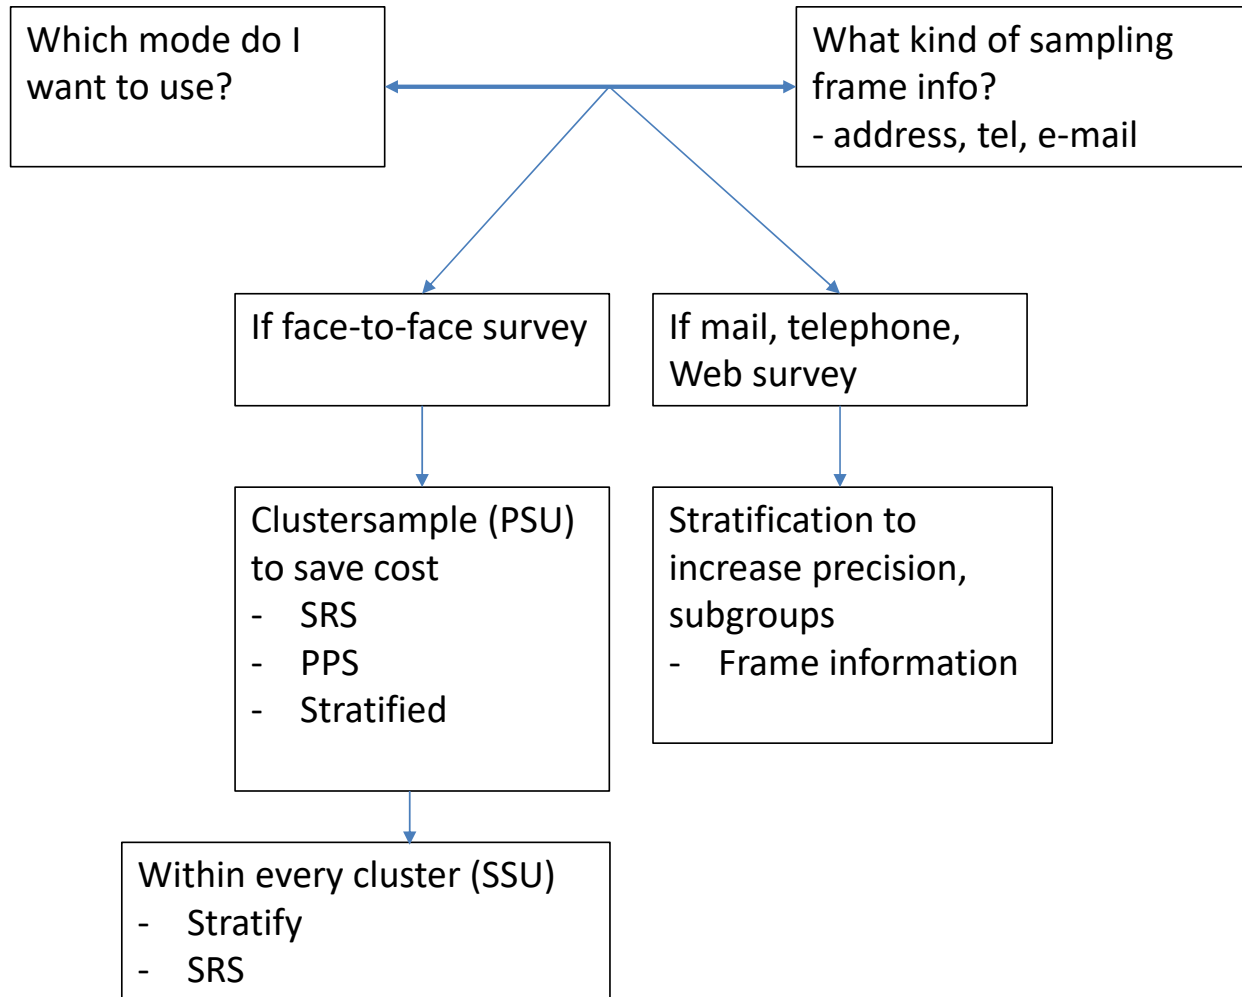 Which mode do I
want to use?
What kind of sampling
frame info?
- address, tel, e-mail
If face-to-face survey
If mail, telephone,
Web survey
Clustersample (PSU)
to save cost
- SRS
- PPS
- Stratified
Stratification to
increase precision,
subgroups
- Frame information
Within every cluster (SSU)
- Stratify
- SRS